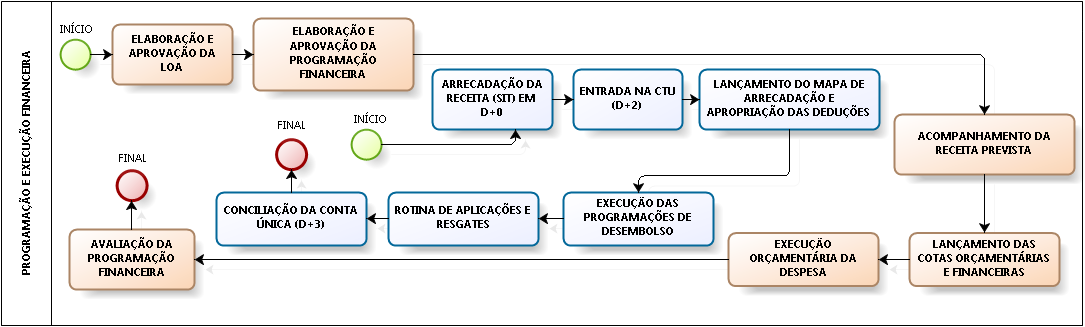 PROGRAMAÇÃO E EXECUÇÃO FINANCEIRA
INÍCIO
ELABORAÇÃO E
APROVAÇÃO DA
LOA
ELABORAÇÃO E
APROVAÇÃO DA
PROGRAMAÇÃO
FINANCEIRA
ARRECADAÇÃO DA
RECEITA (SIT) EM
D+0
ENTRADA NA CTU
(D+2)
LANÇAMENTO DO MAPA DE
ARRECADAÇÃO E
APROPRIAÇÃO DAS DEDUÇÕES
INÍCIO
FINAL
ACOMPANHAMENTO DA
RECEITA PREVISTA
FINAL
CONCILIAÇÃO DA CONTA
ÚNICA (D+3)
ROTINA DE APLICAÇÕES E
RESGATES
EXECUÇÃO DAS
PROGRAMAÇÕES DE
DESEMBOLSO
AVALIAÇÃO DA
PROGRAMAÇÃO
FINANCEIRA
EXECUÇÃO
ORÇAMENTÁRIA DA
DESPESA
LANÇAMENTO DAS
COTAS ORÇAMENTÁRIAS
E FINANCEIRAS